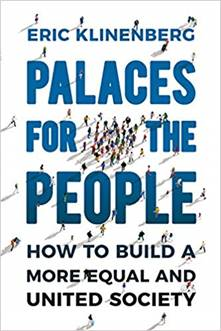 ERIC KLINENBERG
PALACES
FOR THE
PEOPLE
HOW TO BUILD A
MORE EQUAL AND
UNITED SOCIETY